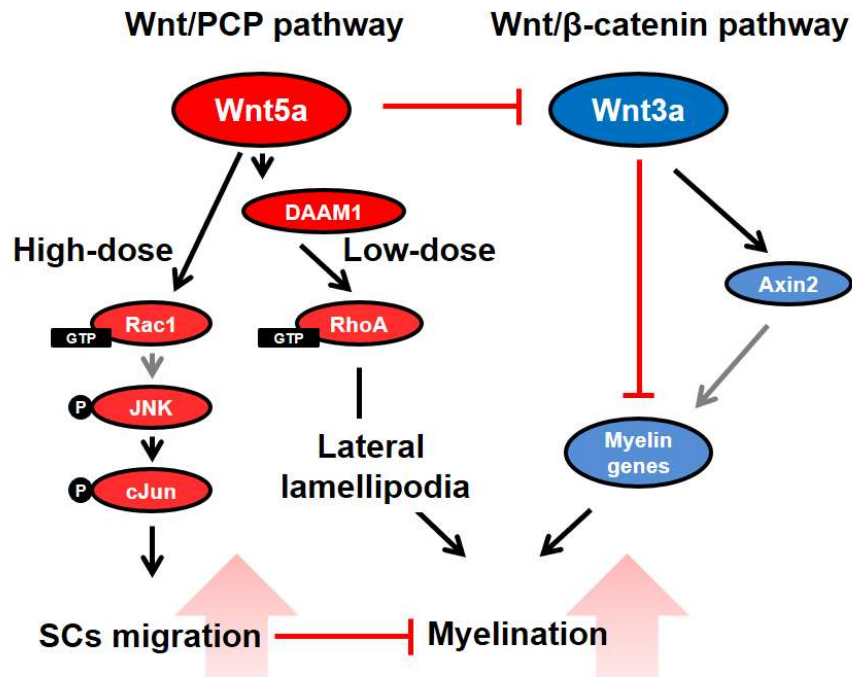 Wnt/PCP pathway
Wnt/β-catenin pathway
Wnt5a
Wnt3a
DAAM1
High-dose
Low-dose
Axin2
Rac1
GTP
RhoA
GTP
JNK
P
Myelin
genes
Lateral
lamellipodia
cJun
P
SCs migration
Myelination